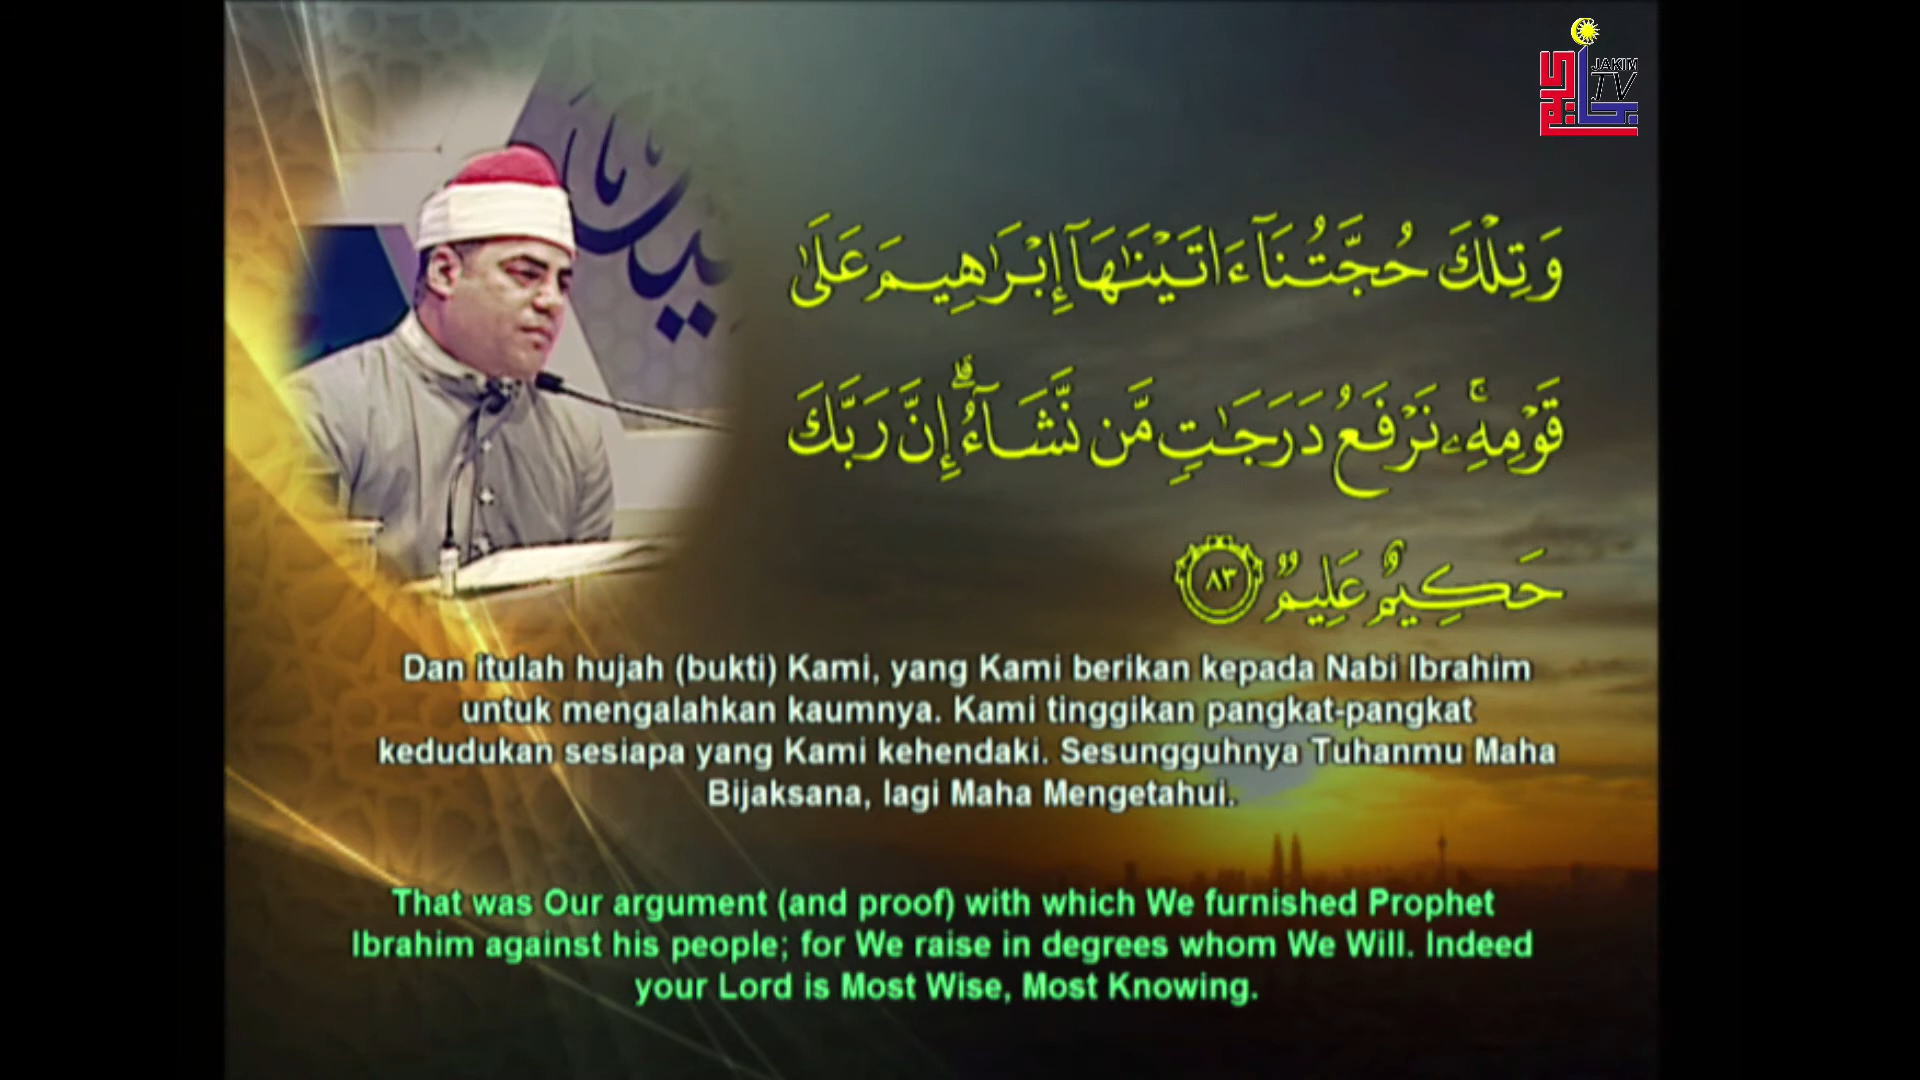 JAKIM
TV
وَتِلْكَ حُجَّتُنَآ ءَاتَيْنَـٰهَآ إِبْرَٰهِيمَ عَلَىٰ
قَوْمِهِۦ ۚ نَرْفَعُ دَرَجَـٰتٍ مَّن نَّشَآءُ ۗ إِنَّ رَبَّكَ
حَكِيمٌ عَلِيمٌ ٨٣
Dan itulah hujah (bukti) Kami, yang Kami berikan kepada Nabi Ibrahim
untuk mengalahkan kaumnya. Kami tinggikan pangkat-pangkat
kedudukan sesiapa yang Kami kehendaki. Sesungguhnya Tuhanmu Maha
Bijaksana, lagi Maha Mengetahui.
That was Our argument (and proof) with which We furnished Prophet
Ibrahim against his people; for We raise in degrees whom We Will. Indeed
your Lord is Most Wise, Most Knowing.